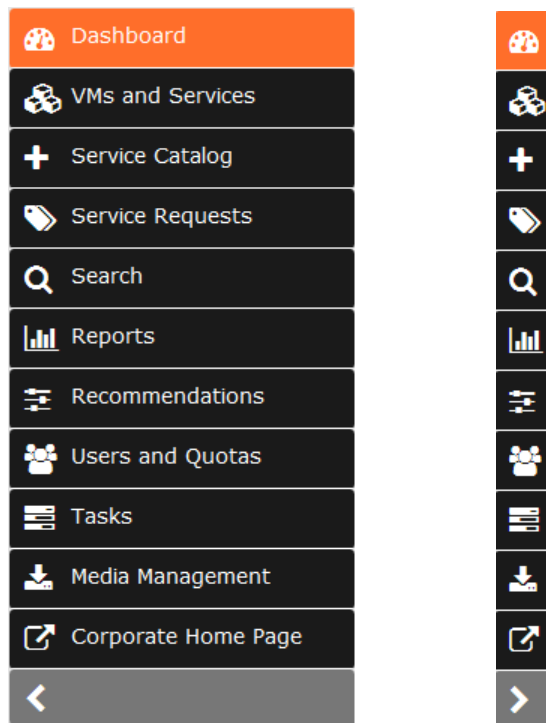 Dashboard
VMs and Services
Service Catalog
Service Requests
Search
Reports
Recommendations
Users and Quotas
Tasks
Media Management
Corporate Home Page